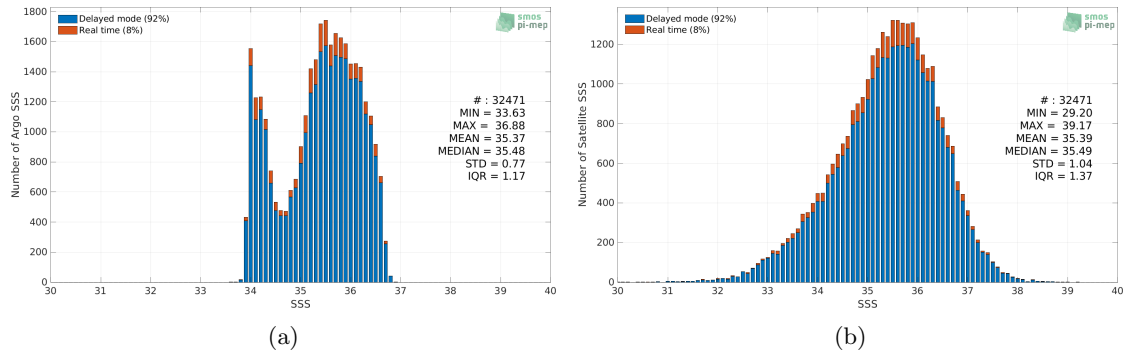 Delayed mode (92%)
Real time (8%)
smos
pi-mep
Number of Argo SSS
1800
1600
1400
1200
1000
800
600
400
200
0
# : 32471
MIN = 33.63
MAX = 36.88
MEAN = 35.37
MEDIAN = 35.48
STD = 0.77
IQR = 1.17
30 31 32 33 34 35 36 37 38 39 40
SSS
(a)
Delayed mode (92%)
Real time (8%)
smos
pi-mep
Number of Satellite SSS
1200
1000
800
600
400
200
0
# : 32471
MIN = 29.20
MAX = 39.17
MEAN = 35.39
MEDIAN = 35.49
STD = 1.04
IQR = 1.37
30 31 32 33 34 35 36 37 38 39 40
SSS
(b)